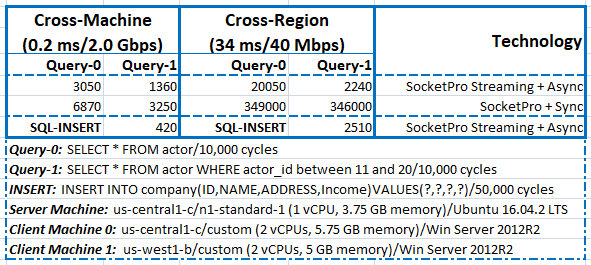 Cross-Machine Cross-Region Technology
(0.2 ms/2.0 Gbps) (34 ms/40 Mbps)
Query-0 Query-1 Query-0 Query-1
3050 1360 20050 2240 SocketPro Streaming + Async
6870 3250 349000 346000 SocketPro + Sync
SQL-INSERT 420 SQL-INSERT 2510 SocketPro Streaming + Async
Query-0: SELECT * FROM actor/10,000 cycles
Query-1: SELECT * FROM actor WHERE actor_id between 11 and 20/10,000 cycles
INSERT: INSERT INTO company(ID,NAME,ADDRESS,Income)VALUES(?,?,?,?)/50,000 cycles
Server Machine: us-central1-c/n1-standard-1 (1 vCPU, 3.75 GB memory)/Ubuntu 16.04.2 LTS
Client Machine 0: us-central1-c/custom (2 vCPUs, 5.75 GB memory)/Win Server 2012R2
Client Machine 1: us-west1-b/custom (2 vCPUs, 5 GB memory)/Win Server 2012R2